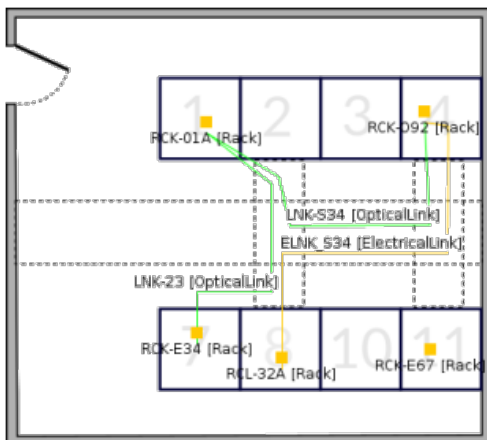 1 2 3 4
RCK-01A [Rack]
RCK-D92 [Rack]
LNK-S34 [OpticalLink]
ELNK_S34 [ElectricalLink]
LNK-23 [OpticalLink]
7 8 10 11
RCK-E34 [Rack]
RCL-32A [Rack]
RCK-E67 [Rack]